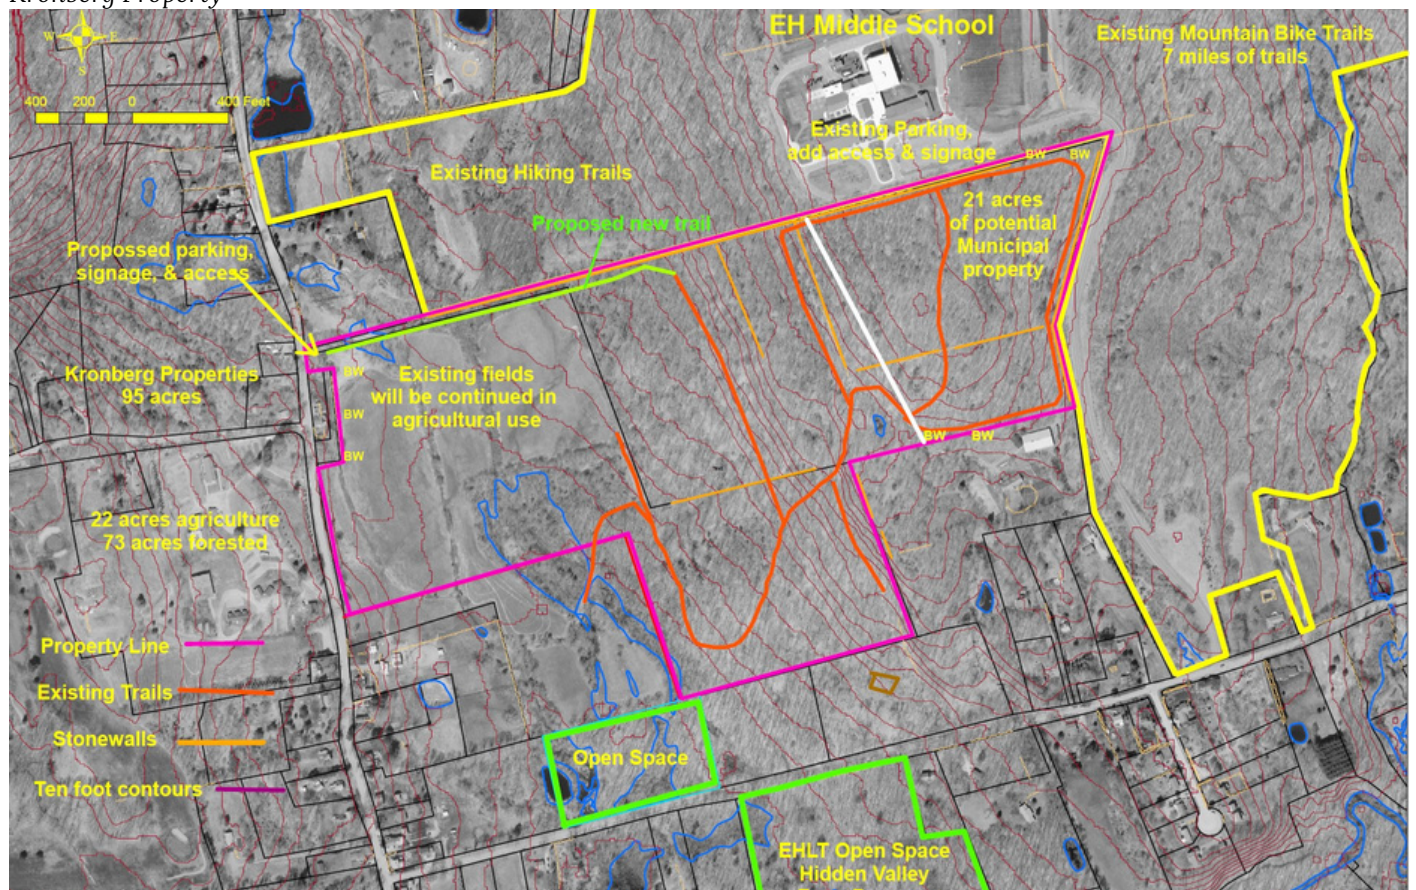 Kronberg Property
EH Middle School
Existing Mountain Bike Trails
7 miles of trails
W
E
S
400 200 0 400 Feet
Existing Parking,
add access & signage
BW BW
Existing Hiking Trails
21 acres
of potential
Municipal
property
Proposed new trail
Propossed parking,
signage, & access
Kronberg Properties
95 acres
BW
Existing fields
will be continued in
agricultural use
BW
BW BW
BW
22 acres agriculture
73 acres forested
Property Line
Existing Trails
Stonewalls
Open Space
Ten foot contours
EHLT Open Space
Hidden Valley